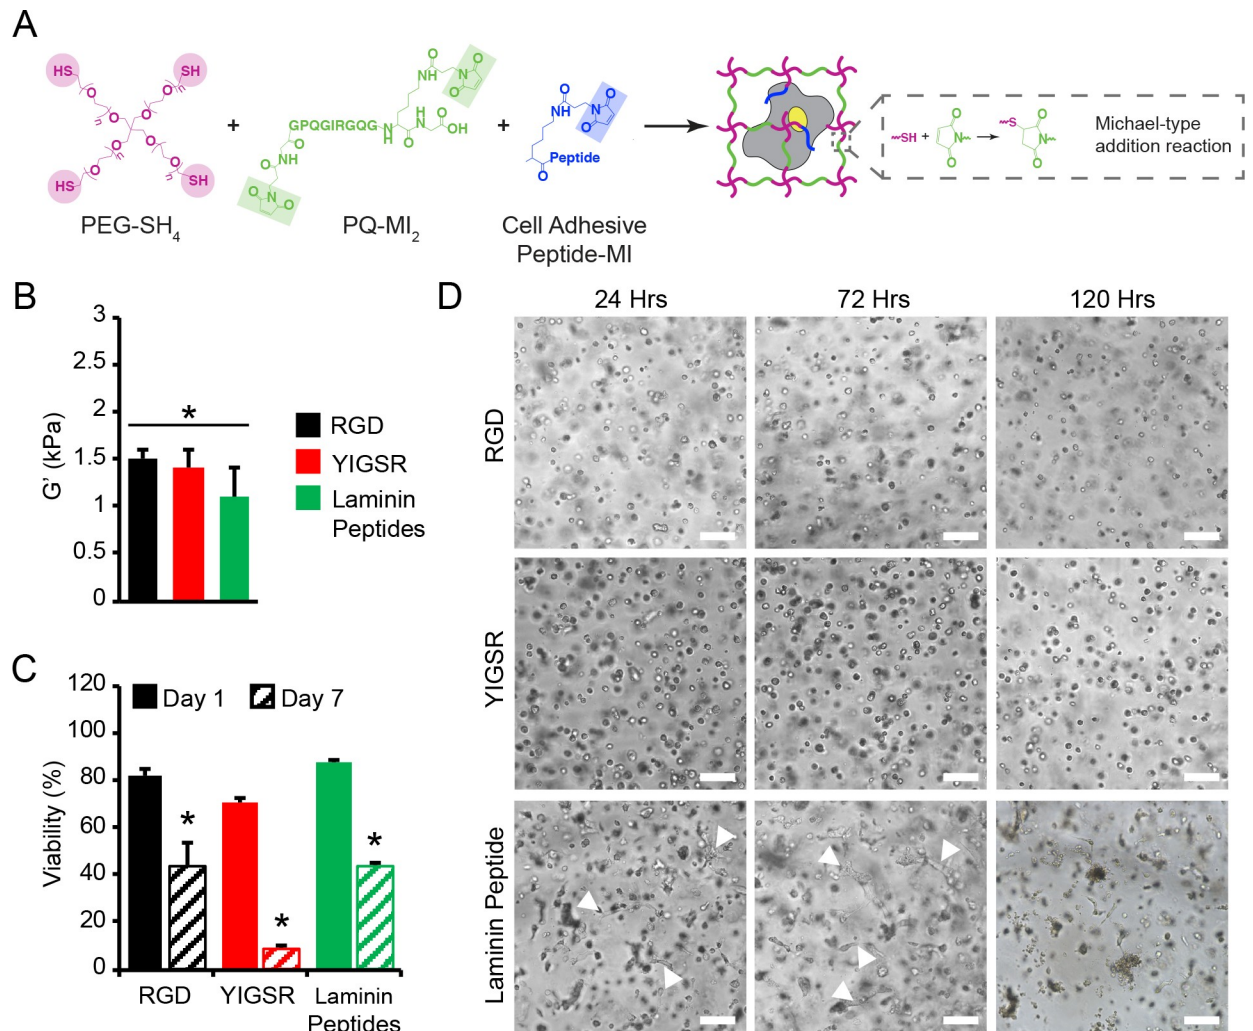 A
HS
SH
O
O
n
n
O
O
O
O
O
O
n
n
HS
SH
PEG-SH4
+
O
NH
O
N
O
GPQGIRGQG
N
H
O
H
N
O
OH
O
NH
O
O
N
O
PQ-MI2
+
O
NH
O
N
O
Peptide
O
Cell Adhesive
Peptide-MI
SH +
O
N
O
S
O
N
O
Michael-type
addition reaction
B
G' (kPa)
3
2.5
2
1.5
1
0.5
0
*
RGD
YIGSR
Laminin
Peptides
C
Viability (%)
120
100
80
60
40
20
0
Day 1
Day 7
*
*
*
RGD
YIGSR
Laminin
Peptides
D
24 Hrs
72 Hrs
120 Hrs
RGD
YIGSR
Laminin Peptide